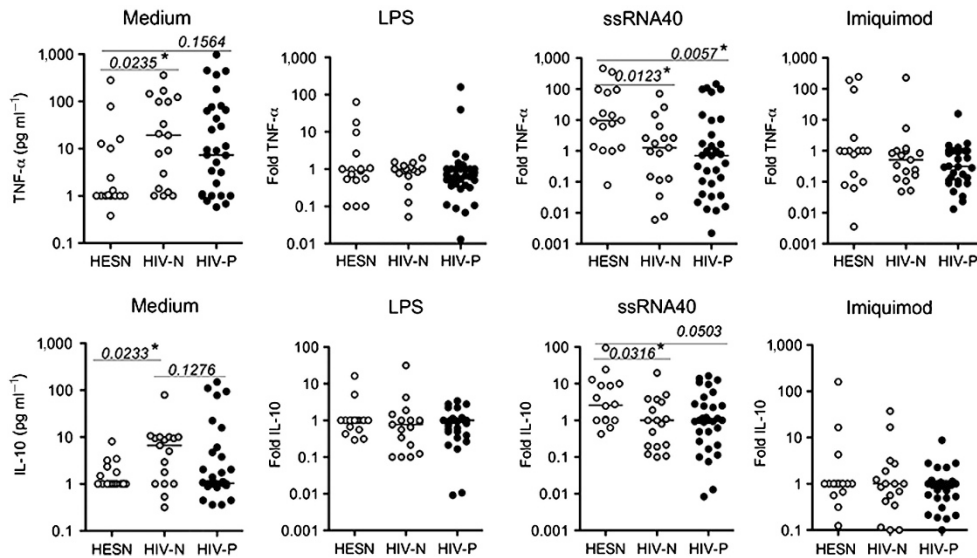 Medium
TNF-α (pg ml⁻¹)
0.1564
0.0235 *
1,000
100
10
1
0.1
HESN HIV-N HIV-P
LPS
Fold TNF-α
1,000
100
10
1
0.1
0.01
HESN HIV-N HIV-P
ssRNA40
Fold TNF-α
0.0057 *
0.0123 *
1,000
100
10
1
0.1
0.01
0.001
HESN HIV-N HIV-P
Imiquimod
Fold TNF-α
1,000
100
10
1
0.1
0.01
0.001
HESN HIV-N HIV-P
Medium
IL-10 (pg ml⁻¹)
0.0233 *
0.1276
1,000
100
10
1
0.1
HESN HIV-N HIV-P
LPS
Fold IL-10
100
10
1
0.1
0.01
0.001
HESN HIV-N HIV-P
ssRNA40
Fold IL-10
0.0503
0.0316 *
100
10
1
0.1
0.01
0.001
HESN HIV-N HIV-P
Imiquimod
Fold IL-10
1,000
100
10
1
0.1
HESN HIV-N HIV-P